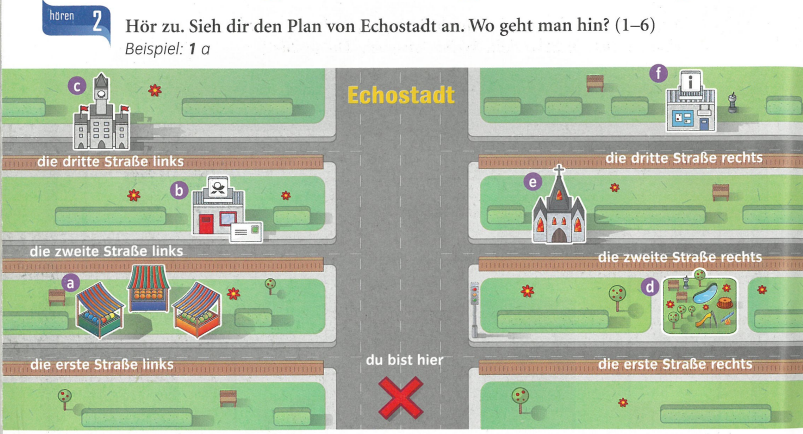 hören 2
Hör zu. Sieh dir den Plan von Echostadt an. Wo geht man hin? (1–6)
Beispiel: 1 a
Echostadt
c
f
i
die dritte Straße links
die dritte Straße rechts
b
e
die zweite Straße links
die zweite Straße rechts
a
d
die erste Straße links
du bist hier
die erste Straße rechts